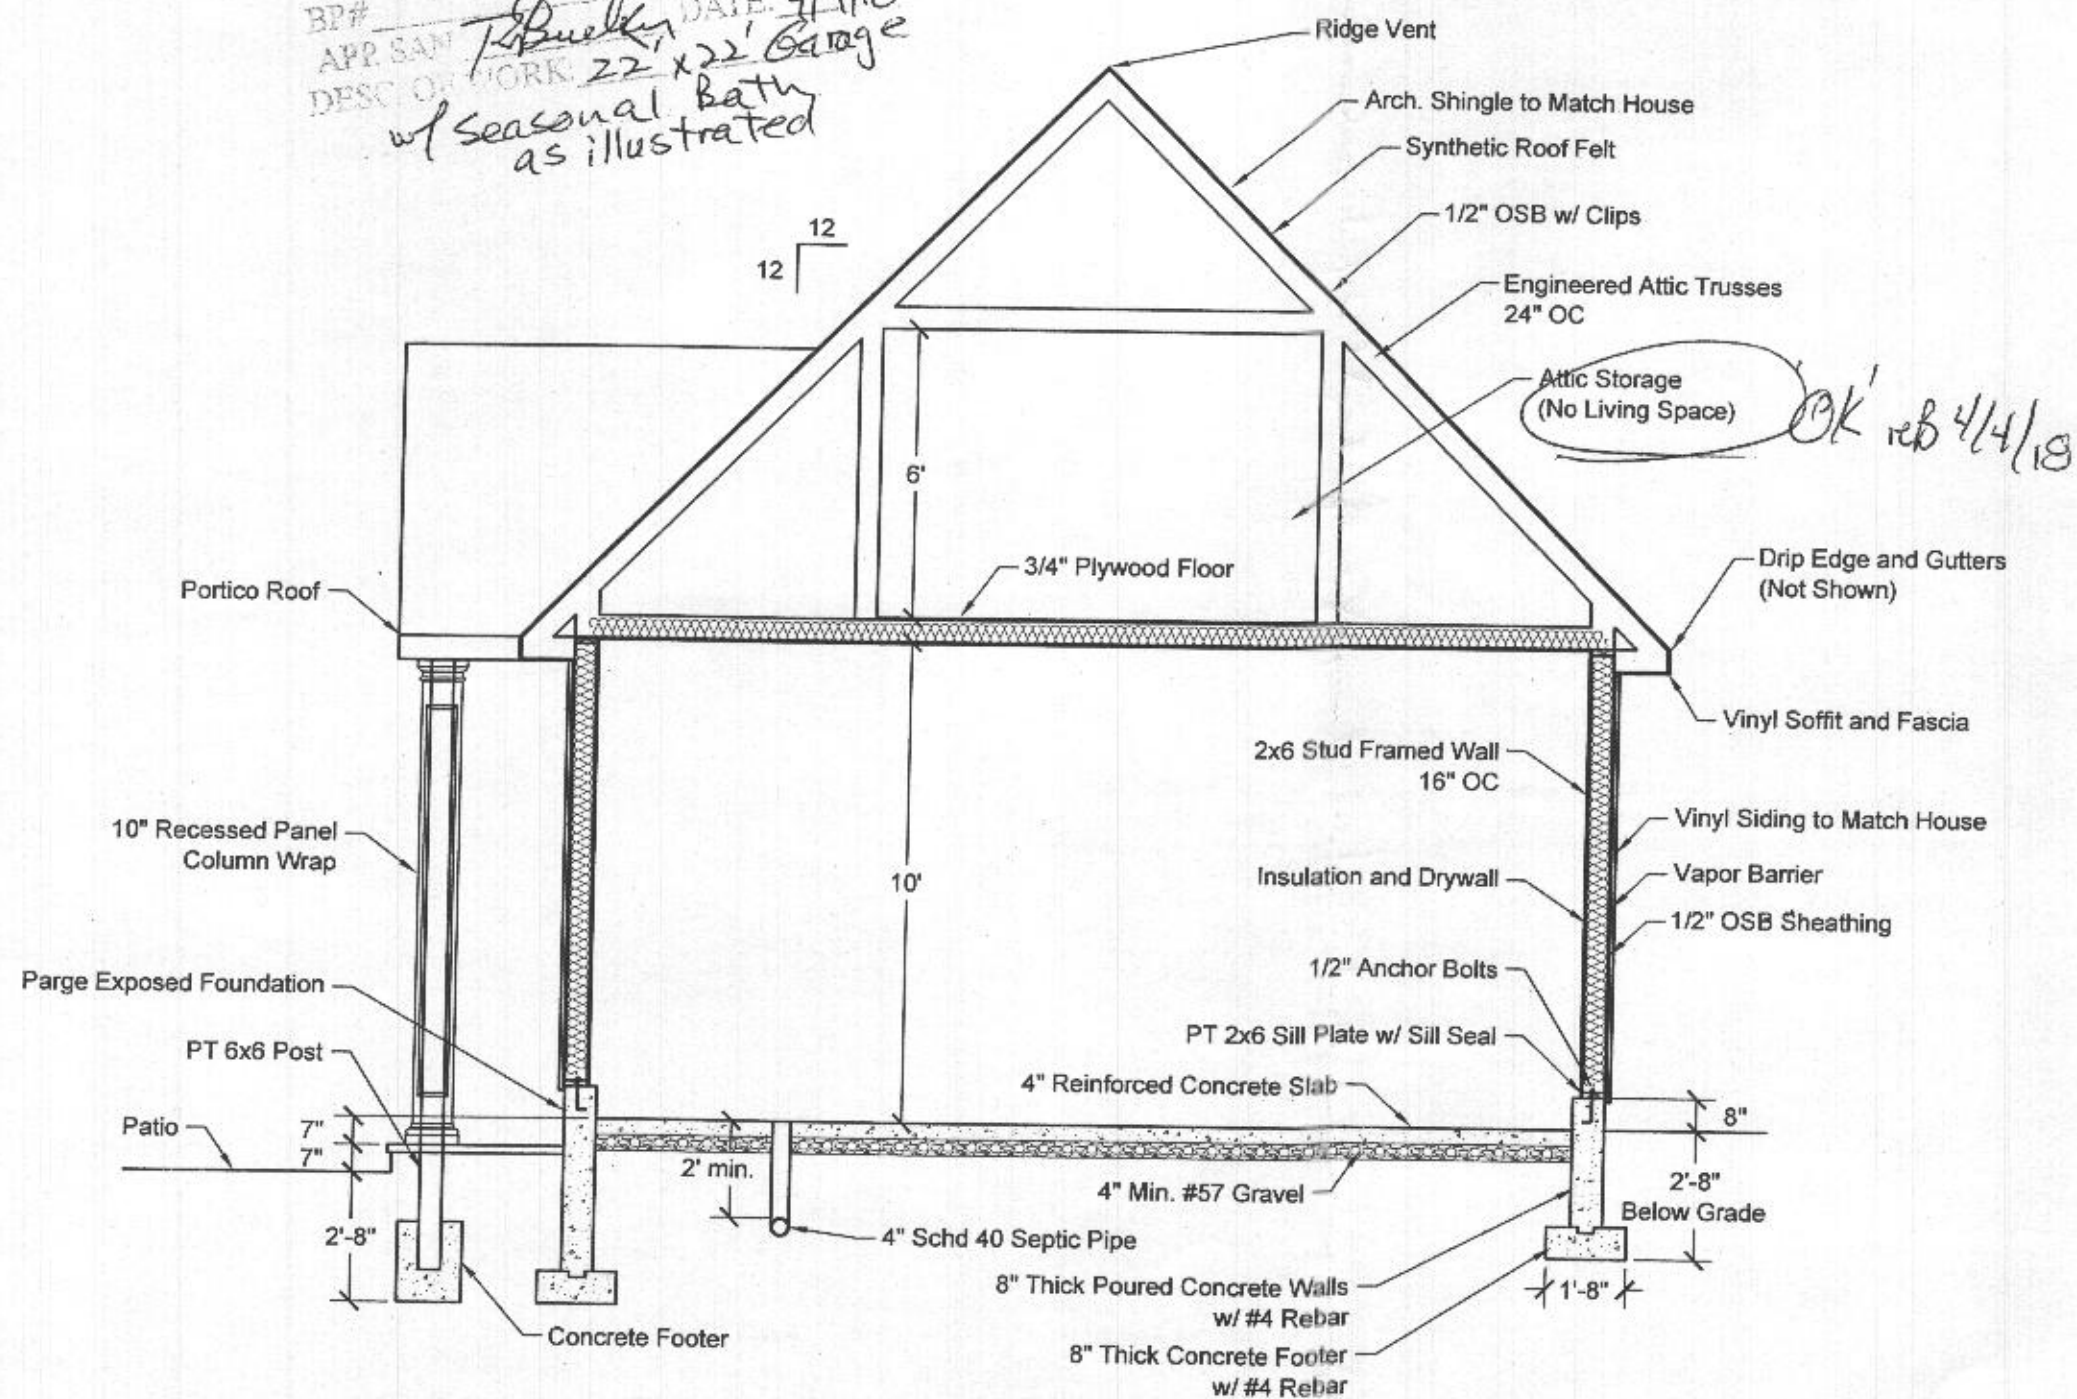 BP#
DATE:
APP. SAN
DESC OF WORK: 22' x 22' Garage
w/ Seasonal Bath
as illustrated
Ridge Vent
Arch. Shingle to Match House
Synthetic Roof Felt
1/2" OSB w/ Clips
12
12
Engineered Attic Trusses
24" OC
Attic Storage
(No Living Space)
OK reB 4/4/18
6'
3/4" Plywood Floor
Drip Edge and Gutters
(Not Shown)
Portico Roof
Vinyl Soffit and Fascia
2x6 Stud Framed Wall
16" OC
10" Recessed Panel
Column Wrap
Vinyl Siding to Match House
10'
Insulation and Drywall
Vapor Barrier
1/2" OSB Sheathing
1/2" Anchor Bolts
Parge Exposed Foundation
PT 2x6 Sill Plate w/ Sill Seal
PT 6x6 Post
4" Reinforced Concrete Slab
Patio
7"
7"
8"
2' min.
4" Min. #57 Gravel
2'-8"
Below Grade
2'-8"
4" Schd 40 Septic Pipe
8" Thick Poured Concrete Walls
w/ #4 Rebar
1'-8"
Concrete Footer
8" Thick Concrete Footer
w/ #4 Rebar